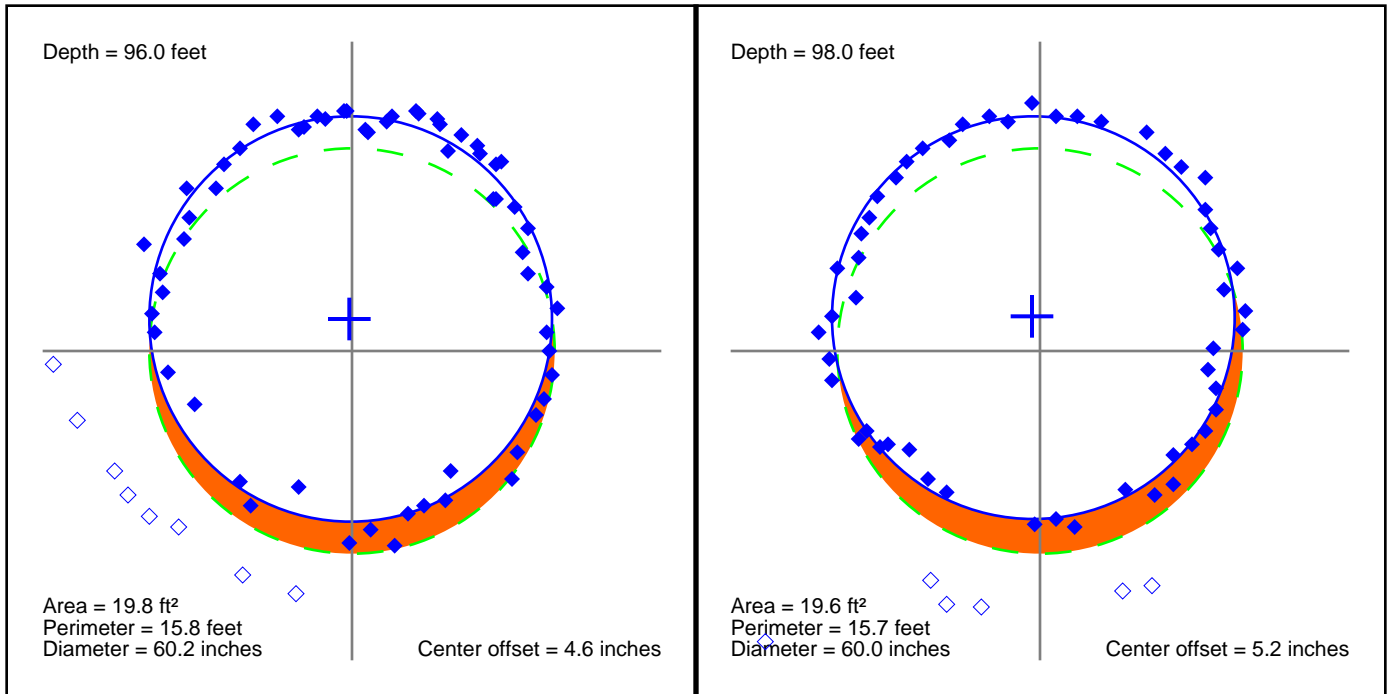 Depth = 96.0 feet
Area = 19.8 ft²
Perimeter = 15.8 feet
Diameter = 60.2 inches
Center offset = 4.6 inches
Depth = 98.0 feet
Area = 19.6 ft²
Perimeter = 15.7 feet
Diameter = 60.0 inches
Center offset = 5.2 inches